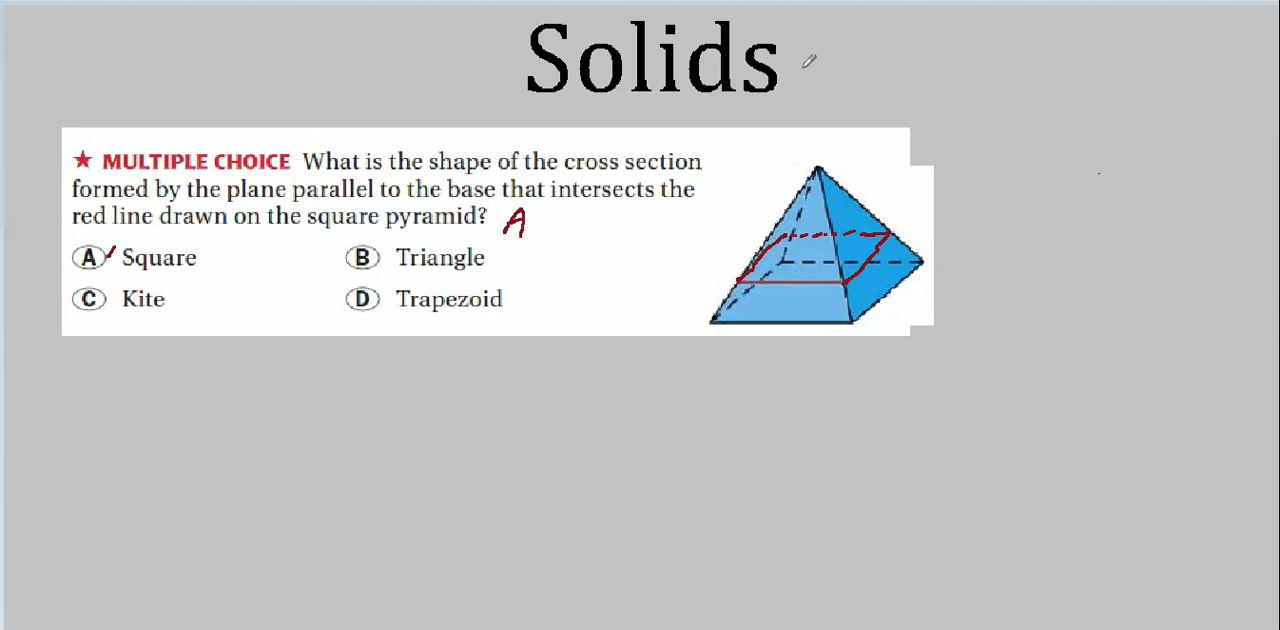 Solids
★ MULTIPLE CHOICE What is the shape of the cross section
formed by the plane parallel to the base that intersects the
red line drawn on the square pyramid? A
A Square B Triangle
C Kite D Trapezoid